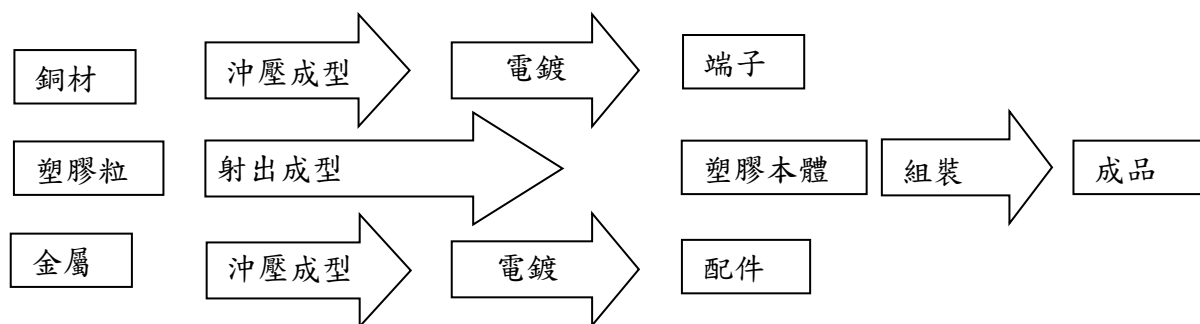 銅材 沖壓成型 電鍍 端子
塑膠粒 射出成型 塑膠本體 組裝 成品
金屬 沖壓成型 電鍍 配件